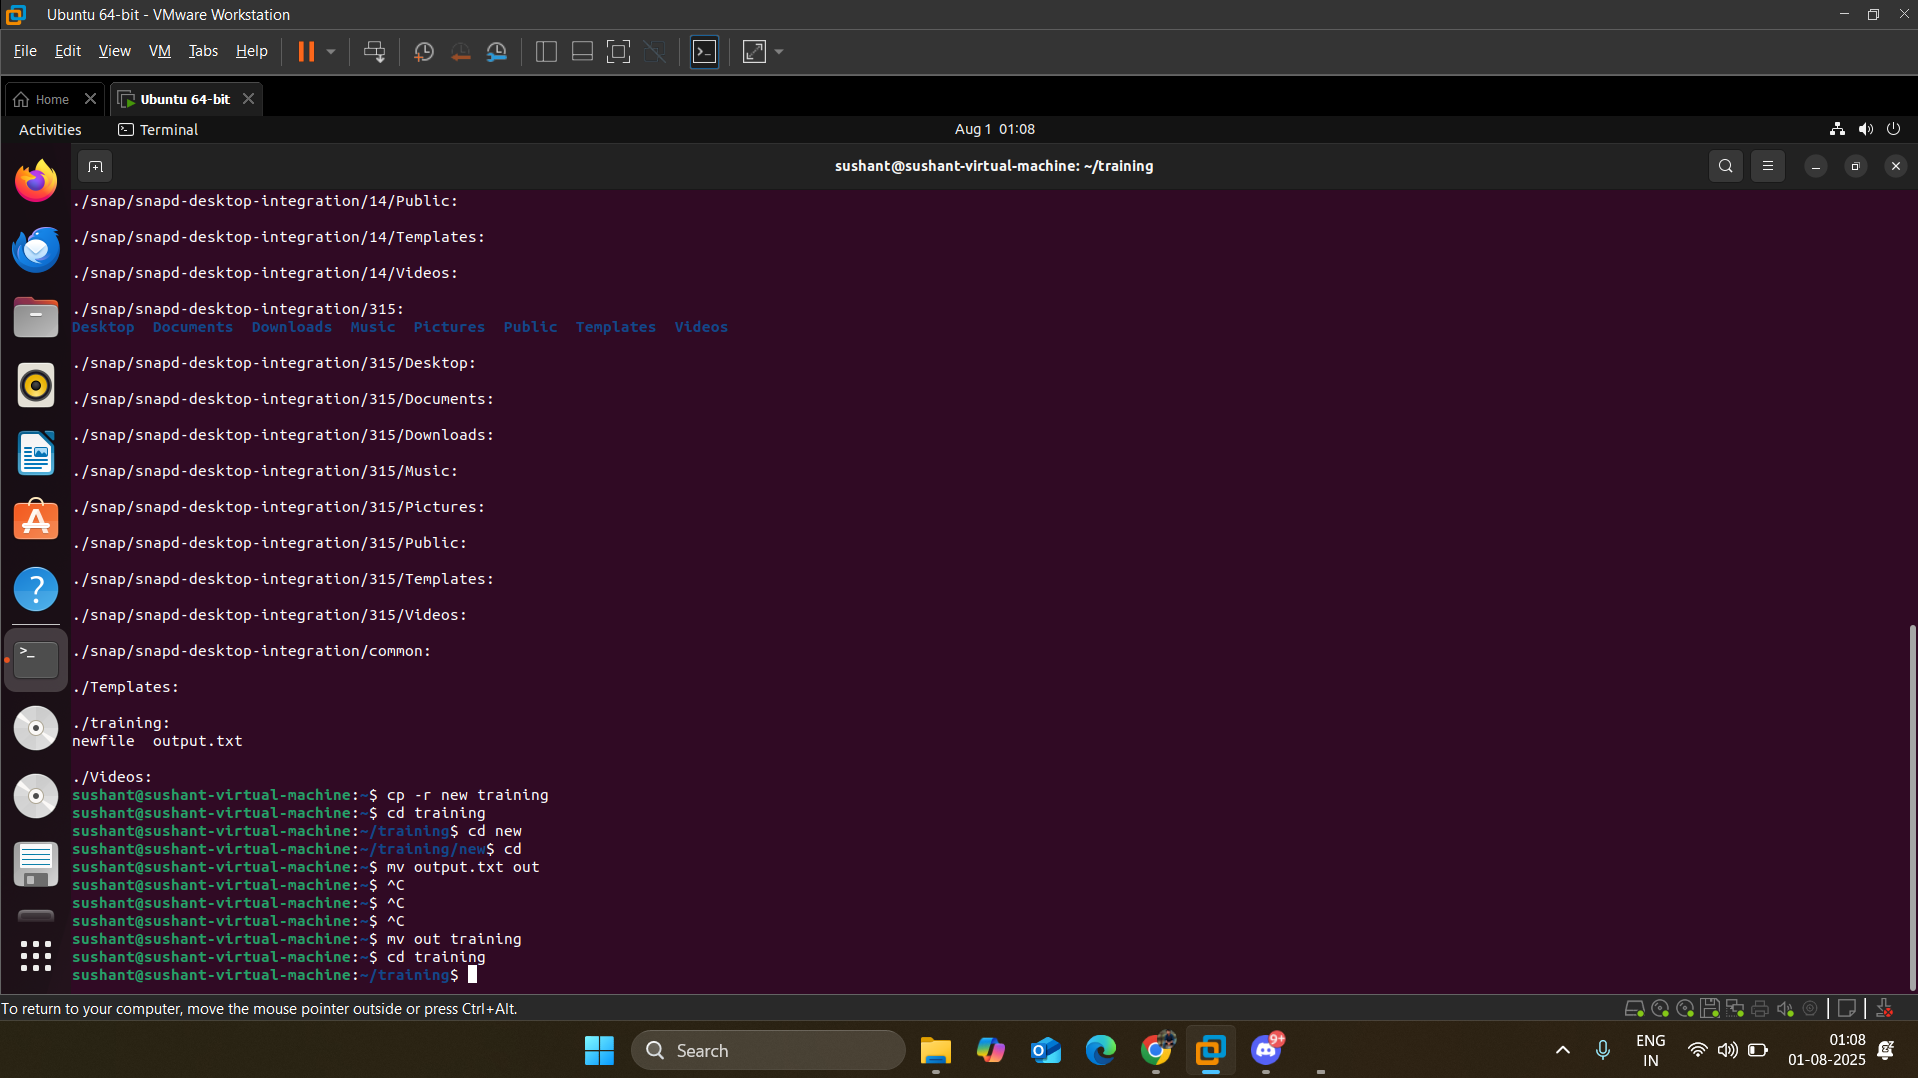 Ubuntu 64-bit - VMware Workstation
File Edit View VM Tabs Help
Home
Ubuntu 64-bit
Activities
Terminal
Aug 1 01:08
sushant@sushant-virtual-machine: ~/training
./snap/snapd-desktop-integration/14/Public:
./snap/snapd-desktop-integration/14/Templates:
./snap/snapd-desktop-integration/14/Videos:
./snap/snapd-desktop-integration/315:
Desktop Documents Downloads Music Pictures Public Templates Videos
./snap/snapd-desktop-integration/315/Desktop:
./snap/snapd-desktop-integration/315/Documents:
./snap/snapd-desktop-integration/315/Downloads:
./snap/snapd-desktop-integration/315/Music:
./snap/snapd-desktop-integration/315/Pictures:
./snap/snapd-desktop-integration/315/Public:
./snap/snapd-desktop-integration/315/Templates:
./snap/snapd-desktop-integration/315/Videos:
./snap/snapd-desktop-integration/common:
./Templates:
./training:
newfile output.txt
./Videos:
sushant@sushant-virtual-machine:~$ cp -r new training
sushant@sushant-virtual-machine:~$ cd training
sushant@sushant-virtual-machine:~/training$ cd new
sushant@sushant-virtual-machine:~/training/new$ cd
sushant@sushant-virtual-machine:~$ mv output.txt out
sushant@sushant-virtual-machine:~$ ^C
sushant@sushant-virtual-machine:~$ ^C
sushant@sushant-virtual-machine:~$ ^C
sushant@sushant-virtual-machine:~$ mv out training
sushant@sushant-virtual-machine:~$ cd training
sushant@sushant-virtual-machine:~/training$
To return to your computer, move the mouse pointer outside or press Ctrl+Alt.
Search
9+
ENG
IN
01:08
01-08-2025